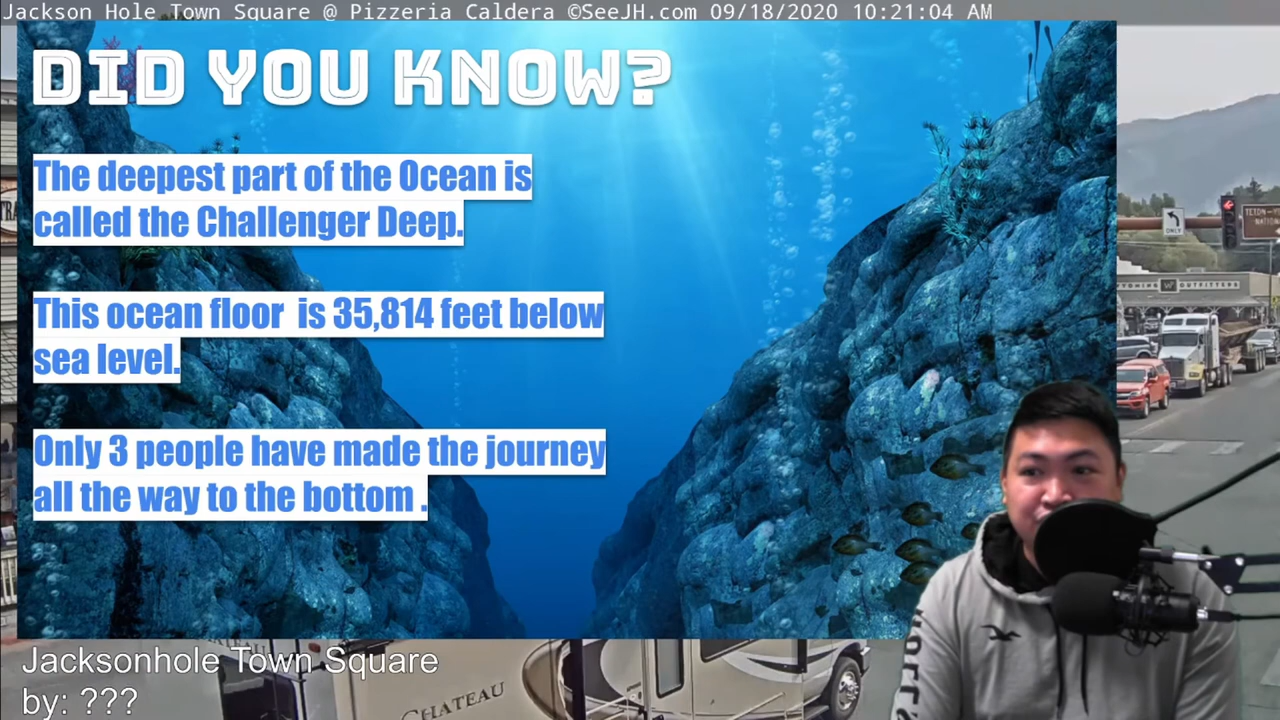 Jackson Hole Town Square @ Pizzeria Caldera ©SeeJH.com 09/18/2020 10:21:04 AM
DID YOU KNOW?
The deepest part of the Ocean is
called the Challenger Deep.
This ocean floor  is 35,814 feet below
sea level.
Only 3 people have made the journey
all the way to the bottom .
ONLY
OUTFITTERS
CHATEAU
Jacksonhole Town Square
by: ???